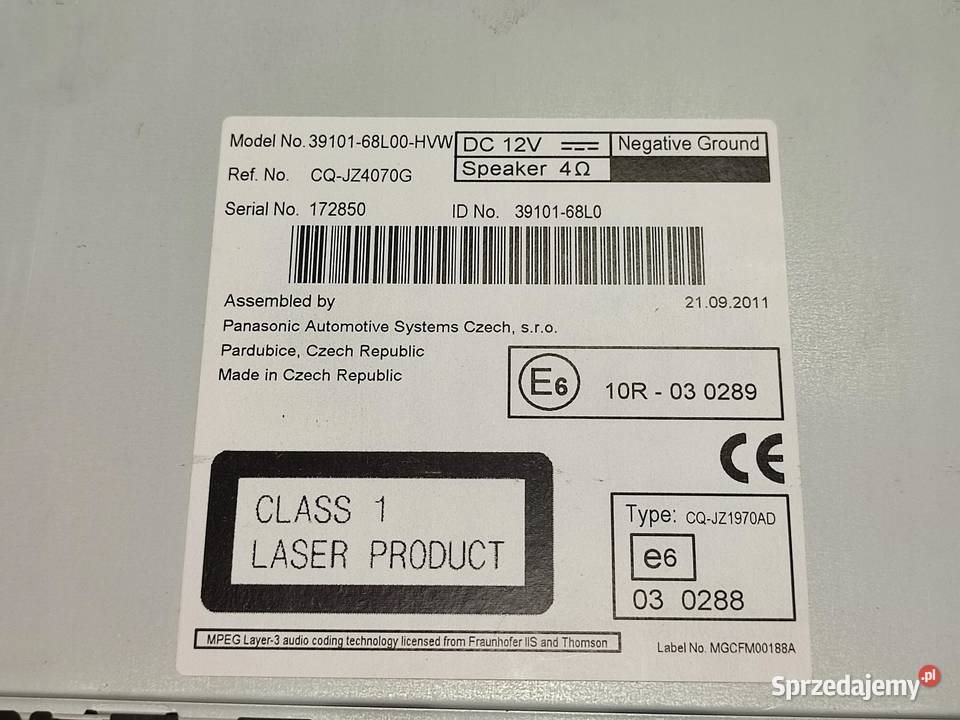 Model No. 39101-68L00-HVW
DC 12V
Negative Ground
Speaker 4Ω
Ref. No. CQ-JZ4070G
Serial No. 172850
ID No. 39101-68L0
Assembled by
21.09.2011
Panasonic Automotive Systems Czech, s.r.o.
Pardubice, Czech Republic
Made in Czech Republic
E6 10R - 03 0289
CE
CLASS 1
LASER PRODUCT
Type: CQ-JZ1970AD
e6
03 0288
MPEG Layer-3 audio coding technology licensed from Fraunhofer IIS and Thomson
Label No. MGCFM00188A
Sprzedajemy.pl